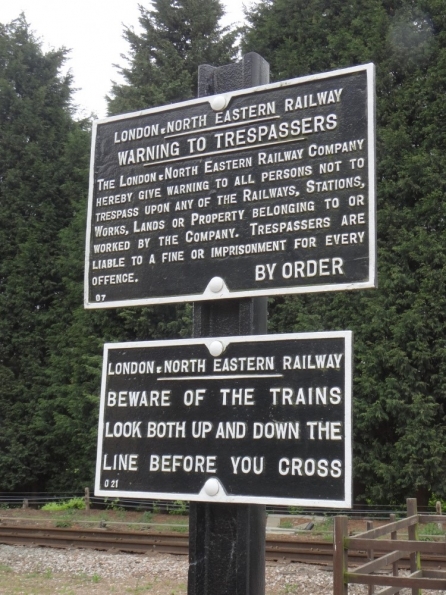 LONDON & NORTH EASTERN RAILWAY
WARNING TO TRESPASSERS
THE LONDON & NORTH EASTERN RAILWAY COMPANY
HEREBY GIVE WARNING TO ALL PERSONS NOT TO
TRESPASS UPON ANY OF THE RAILWAYS, STATIONS,
WORKS, LANDS OR PROPERTY BELONGING TO OR
WORKED BY THE COMPANY. TRESPASSERS ARE
LIABLE TO A FINE OR IMPRISONMENT FOR EVERY
OFFENCE.
BY ORDER
07
LONDON & NORTH EASTERN RAILWAY
BEWARE OF THE TRAINS
LOOK BOTH UP AND DOWN THE
LINE BEFORE YOU CROSS
021